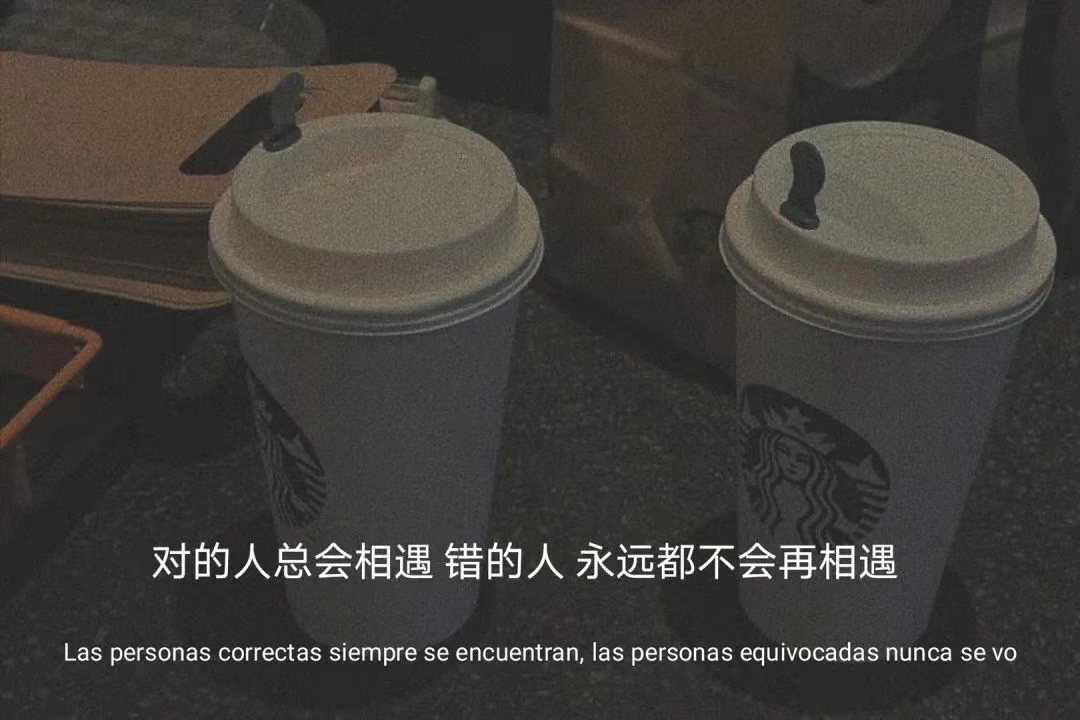 对的人总会相遇 错的人 永远都不会再相遇
Las personas correctas siempre se encuentran, las personas equivocadas nunca se vo